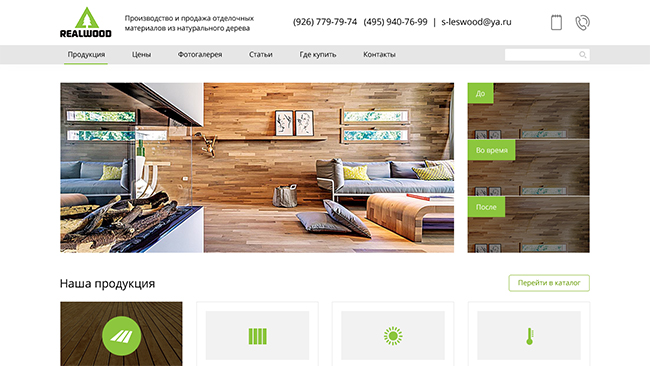 REALWOOD
Производство и продажа отделочных
материалов из натурального дерева
(926) 779-79-74 (495) 940-76-99 | s-leswood@ya.ru
Продукция Цены Фотогалерея Статьи Где купить Контакты
До
Во время
После
Наша продукция
Перейти в каталог